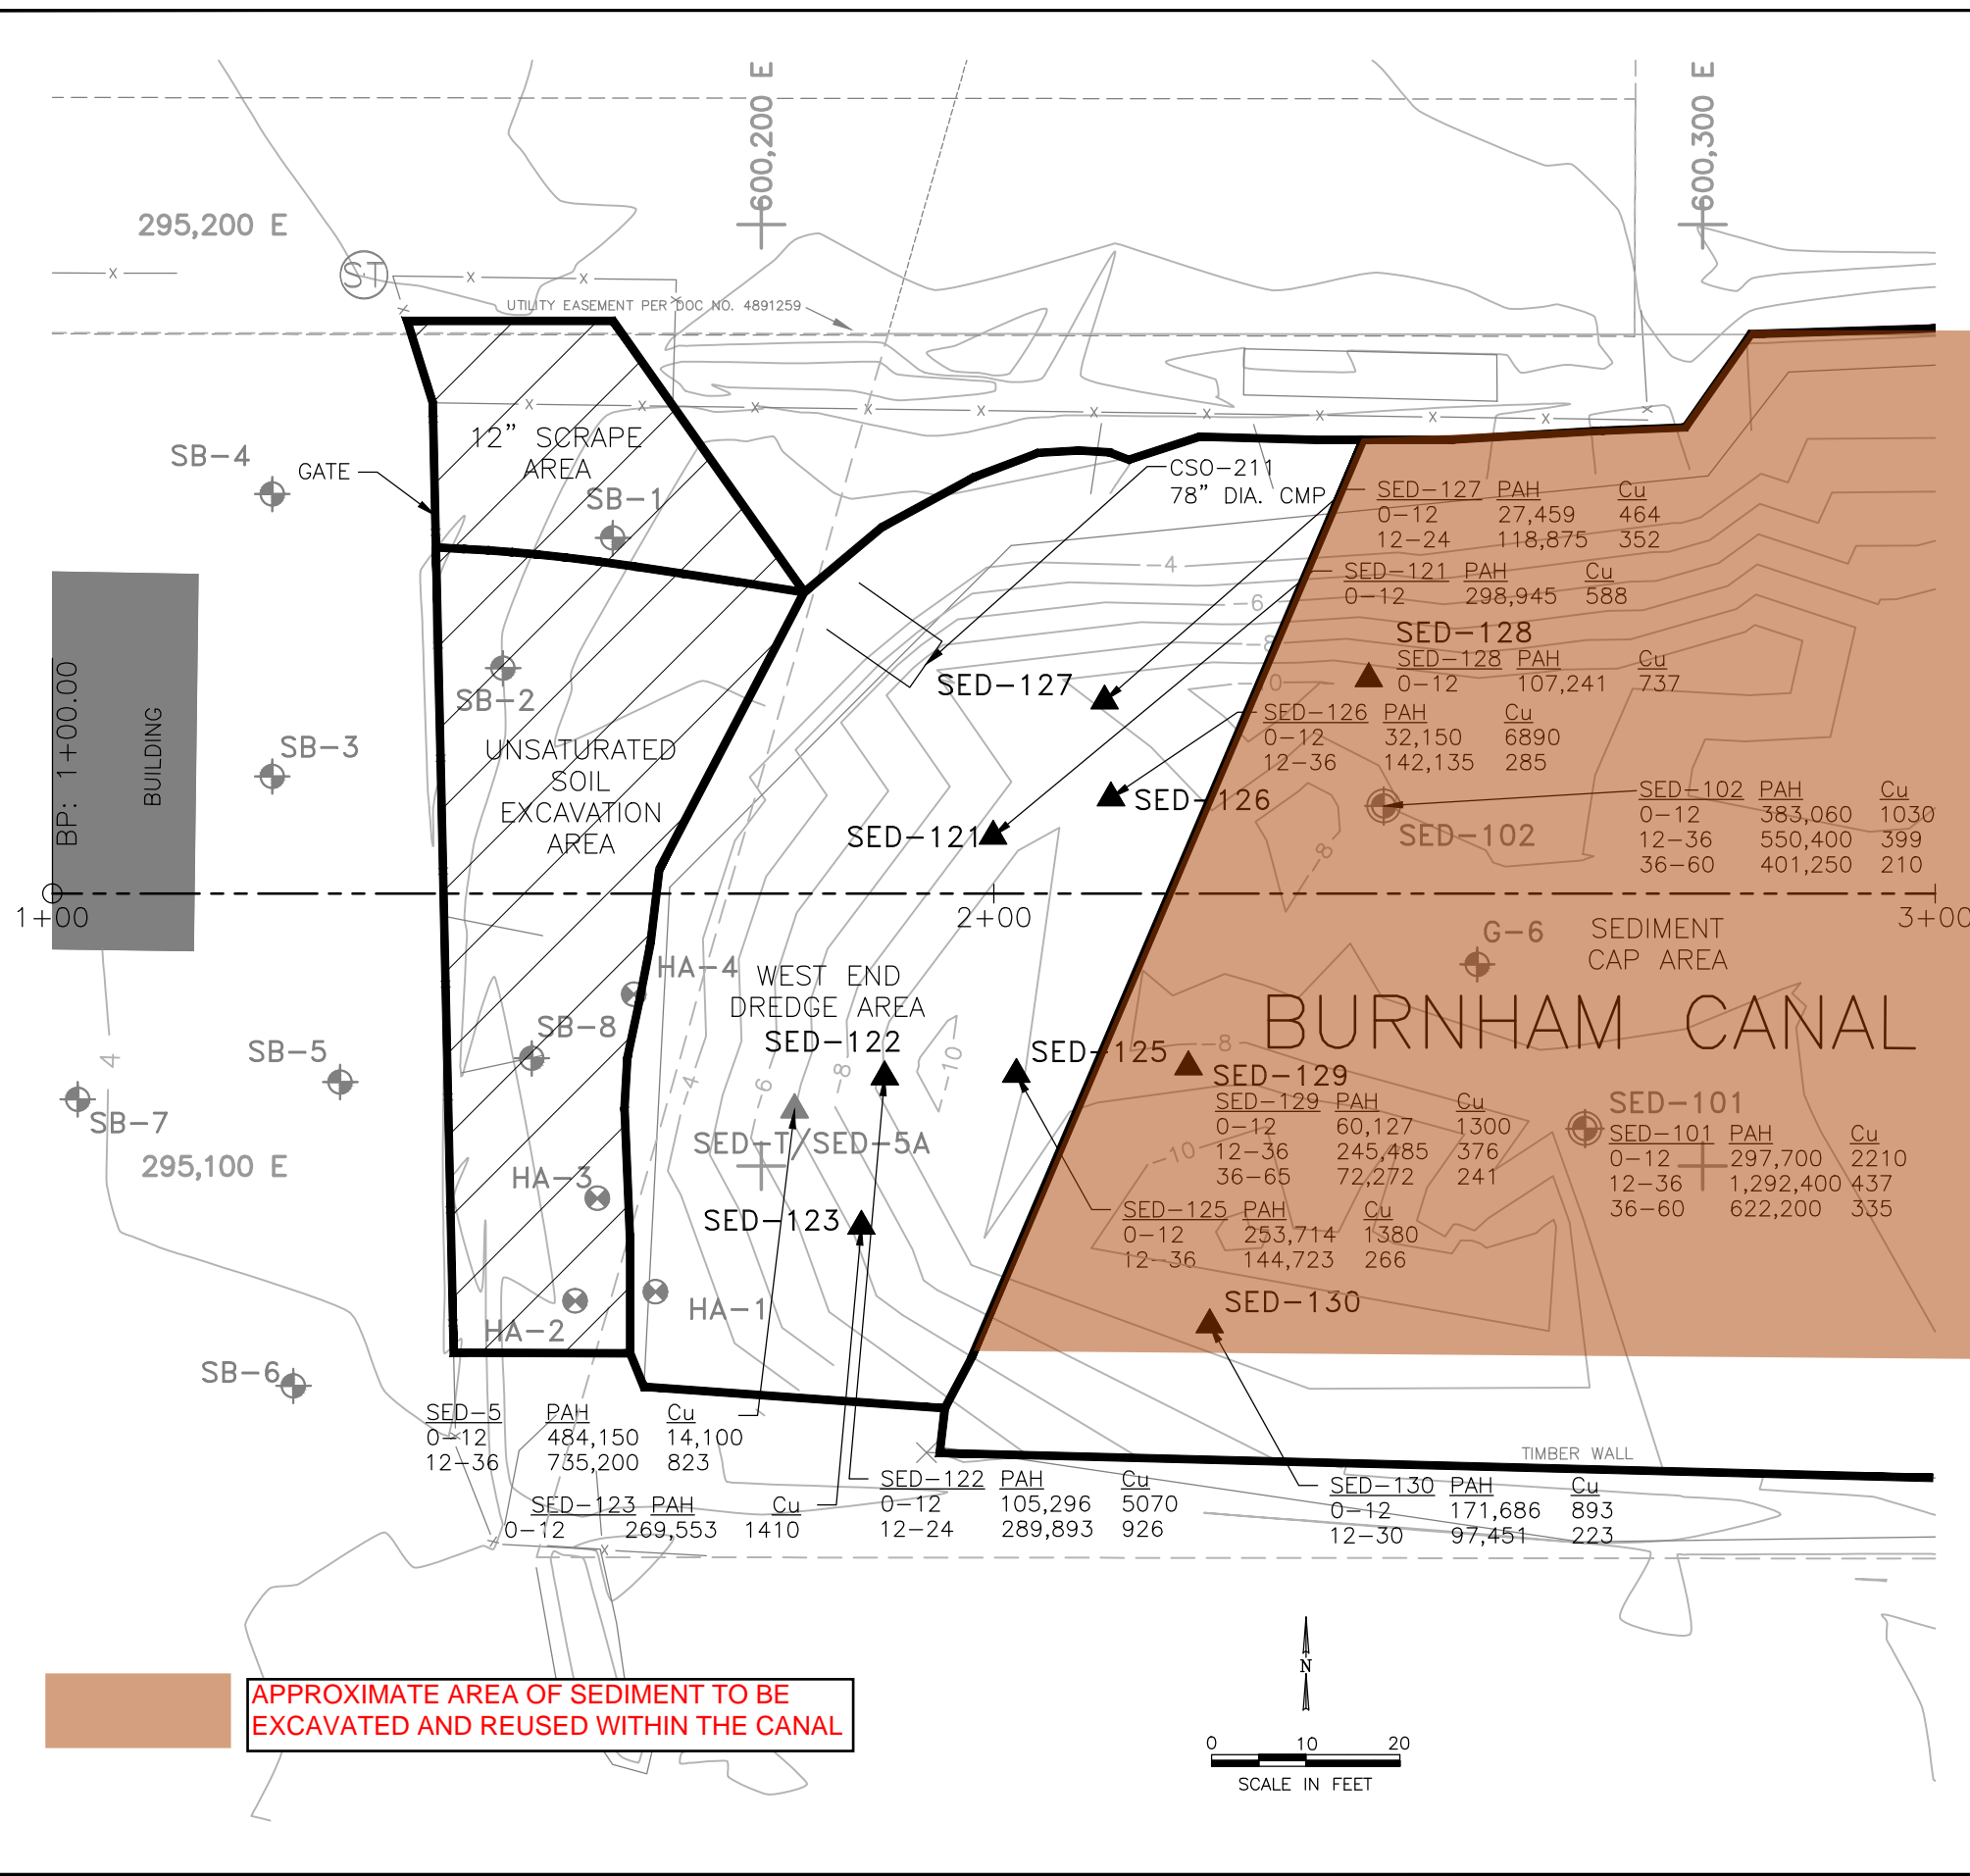 600,200 E
600,300 E
295,200 E
ST
UTILITY EASEMENT PER DOC NO. 4891259
12" SCRAPE
AREA
SB-4
GATE
SB-1
CSO-211
78" DIA. CMP
SED-127 PAH Cu
0-12 27,459 464
12-24 118,875 352
-4
SED-121 PAH Cu
0-12 298,945 588
-6
SED-128
-8
SED-128 PAH Cu
0-12 107,241 737
SED-127
SB-2
SED-126 PAH Cu
0-12 32,150 6890
12-36 142,135 285
BP: 1+00.00
BUILDING
SB-3
UNSATURATED
SOIL
EXCAVATION
AREA
SED-126
SED-121
SED-102 PAH Cu
0-12 383,060 1030
12-36 550,400 399
36-60 401,250 210
SED-102
-8
1+00
2+00
3+00
G-6
SEDIMENT
CAP AREA
HA-4
WEST END
DREDGE AREA
BURNHAM CANAL
SB-8
SED-122
SED-125
-8
SB-5
4
-4
-6
-8
-10
SED-129
SB-7
SED-129 PAH Cu
0-12 60,127 1300
12-36 245,485 376
36-65 72,272 241
SED-101
SED-101 PAH Cu
0-12 297,700 2210
12-36 1,292,400 437
36-60 622,200 335
SED-T/SED-5A
-10
295,100 E
HA-3
SED-123
SED-125 PAH Cu
0-12 253,714 1380
12-36 144,723 266
HA-1
HA-2
SED-130
SB-6
SED-5 PAH Cu
0-12 484,150 14,100
12-36 735,200 823
TIMBER WALL
SED-123 PAH Cu
0-12 269,553 1410
SED-122 PAH Cu
0-12 105,296 5070
12-24 289,893 926
SED-130 PAH Cu
0-12 171,686 893
12-30 97,451 223
N
APPROXIMATE AREA OF SEDIMENT TO BE
EXCAVATED AND REUSED WITHIN THE CANAL
0 10 20
SCALE IN FEET